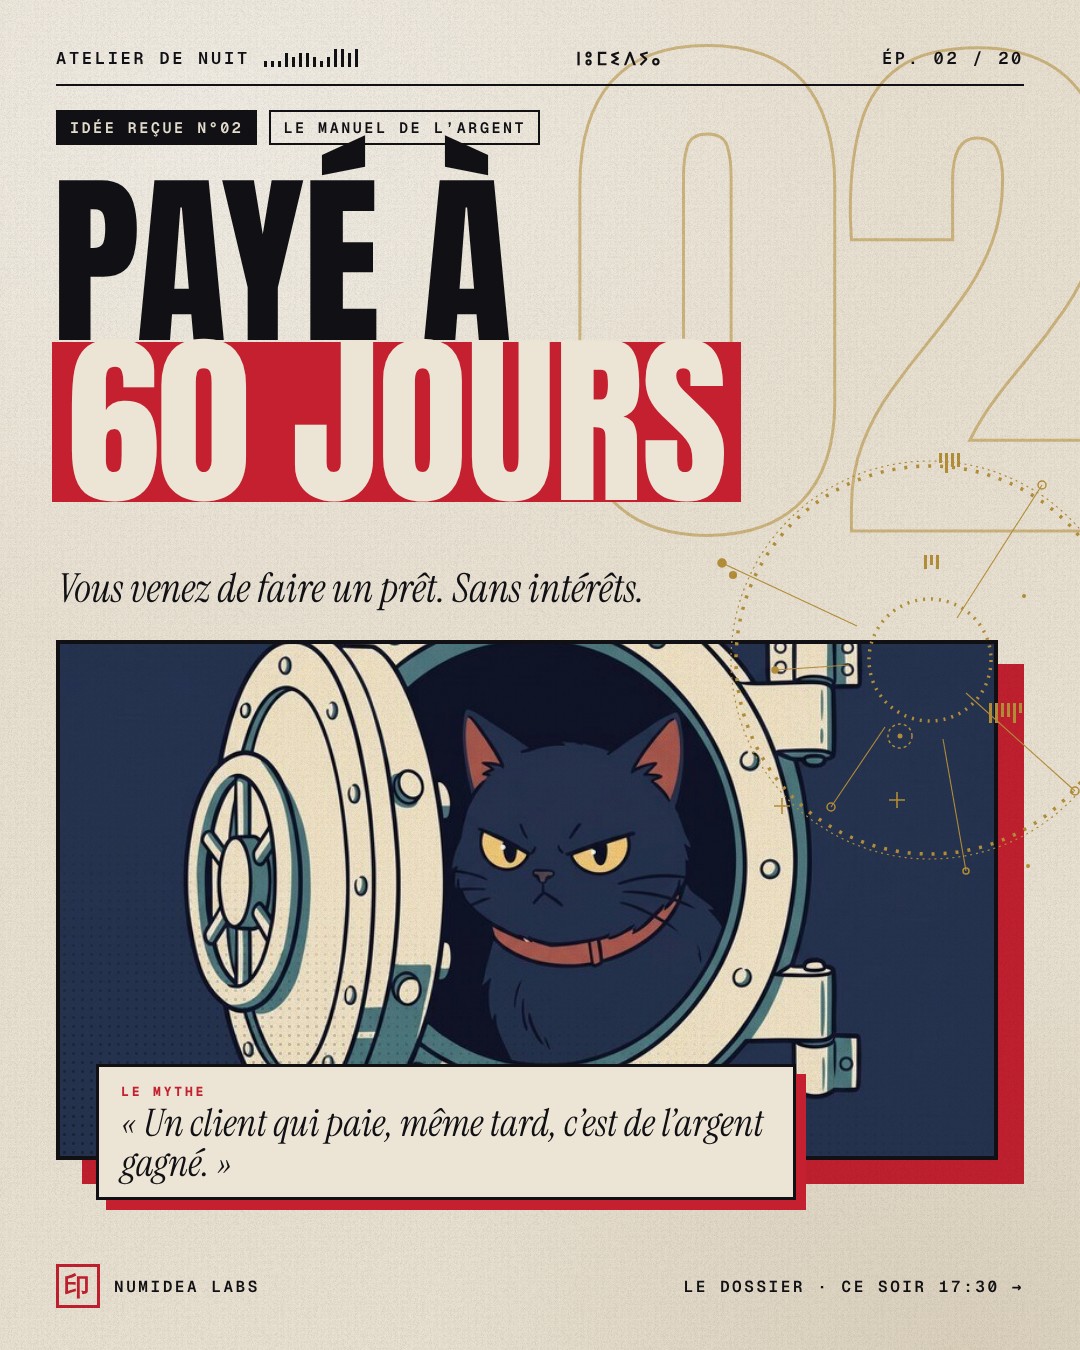 ATELIER DE NUIT
ⵏⵓⵎⵉⴷⵢⴰ
ÉP. 02 / 20
02
IDÉE REÇUE N°02
LE MANUEL DE L’ARGENT
PAYÉ À
60 JOURS
Vous venez de faire un prêt. Sans intérêts.
LE MYTHE
« Un client qui paie, même tard, c’est de l’argent
gagné. »
印
NUMIDEA LABS
LE DOSSIER · CE SOIR 17:30 →